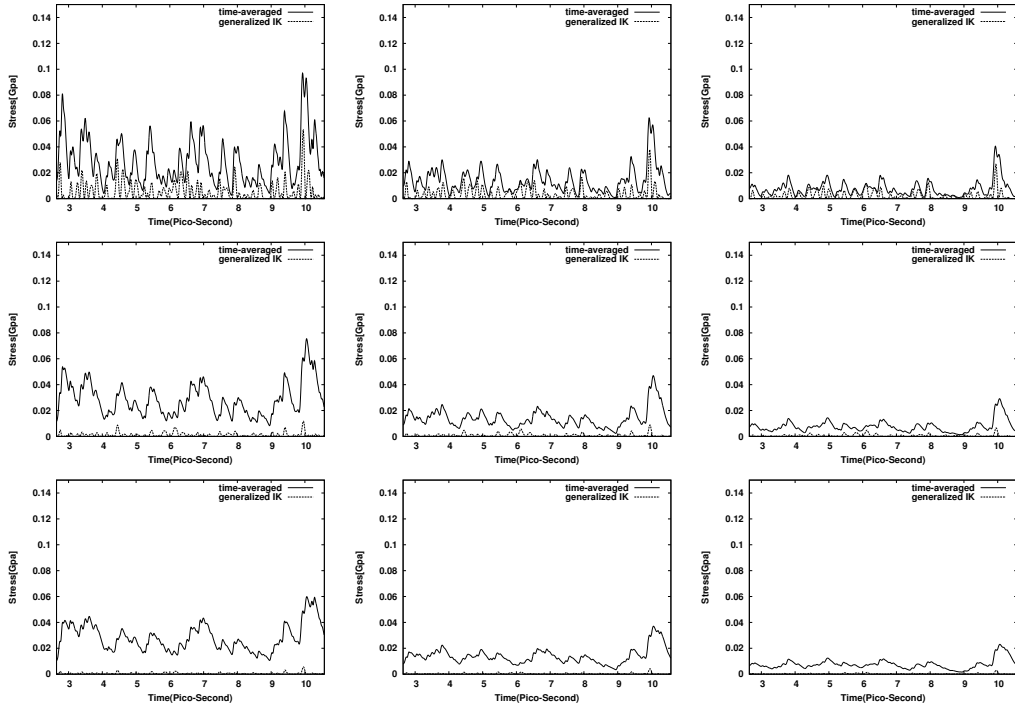 time-averaged
generalized IK
Stress[Gpa]
0.14
0.12
0.1
0.08
0.06
0.04
0.02
0
3 4 5 6 7 8 9 10
Time(Pico-Second)
time-averaged
generalized IK
Stress[Gpa]
0.14
0.12
0.1
0.08
0.06
0.04
0.02
0
3 4 5 6 7 8 9 10
Time(Pico-Second)
time-averaged
generalized IK
Stress[Gpa]
0.14
0.12
0.1
0.08
0.06
0.04
0.02
0
3 4 5 6 7 8 9 10
Time(Pico-Second)
time-averaged
generalized IK
Stress[Gpa]
0.14
0.12
0.1
0.08
0.06
0.04
0.02
0
3 4 5 6 7 8 9 10
Time(Pico-Second)
time-averaged
generalized IK
Stress[Gpa]
0.14
0.12
0.1
0.08
0.06
0.04
0.02
0
3 4 5 6 7 8 9 10
Time(Pico-Second)
time-averaged
generalized IK
Stress[Gpa]
0.14
0.12
0.1
0.08
0.06
0.04
0.02
0
3 4 5 6 7 8 9 10
Time(Pico-Second)
time-averaged
generalized IK
Stress[Gpa]
0.14
0.12
0.1
0.08
0.06
0.04
0.02
0
3 4 5 6 7 8 9 10
Time(Pico-Second)
time-averaged
generalized IK
Stress[Gpa]
0.14
0.12
0.1
0.08
0.06
0.04
0.02
0
3 4 5 6 7 8 9 10
Time(Pico-Second)
time-averaged
generalized IK
Stress[Gpa]
0.14
0.12
0.1
0.08
0.06
0.04
0.02
0
3 4 5 6 7 8 9 10
Time(Pico-Second)